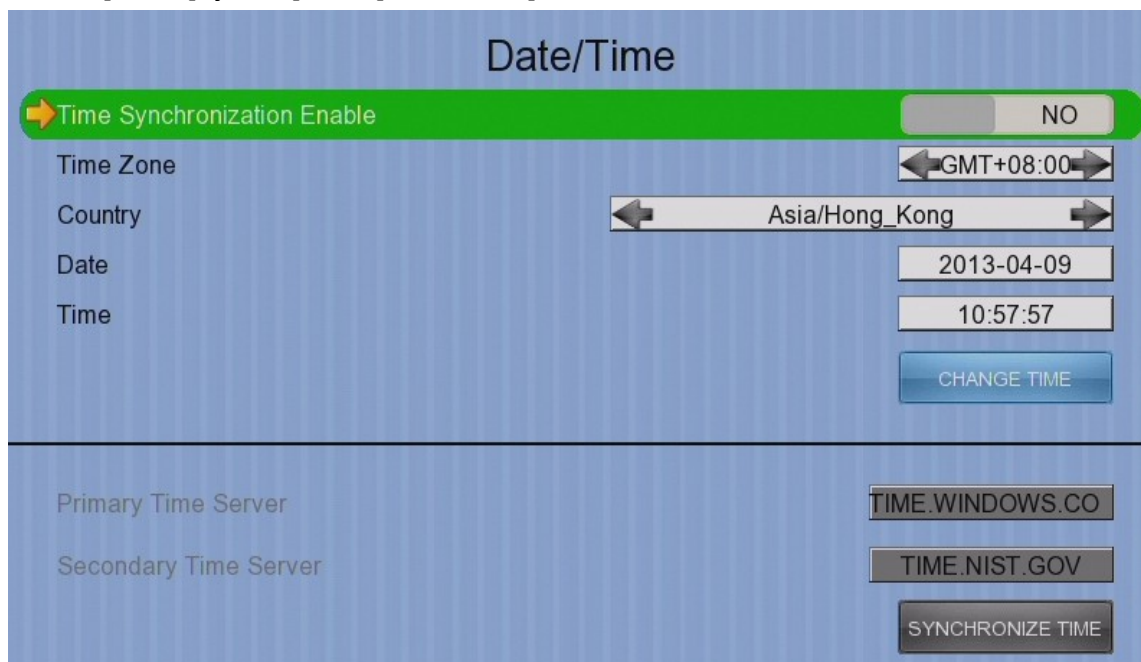 Date/Time
Time Synchronization Enable NO
Time Zone GMT+08:00
Country Asia/Hong_Kong
Date 2013-04-09
Time 10:57:57
CHANGE TIME
Primary Time Server TIME.WINDOWS.CO
Secondary Time Server TIME.NIST.GOV
SYNCHRONIZE TIME